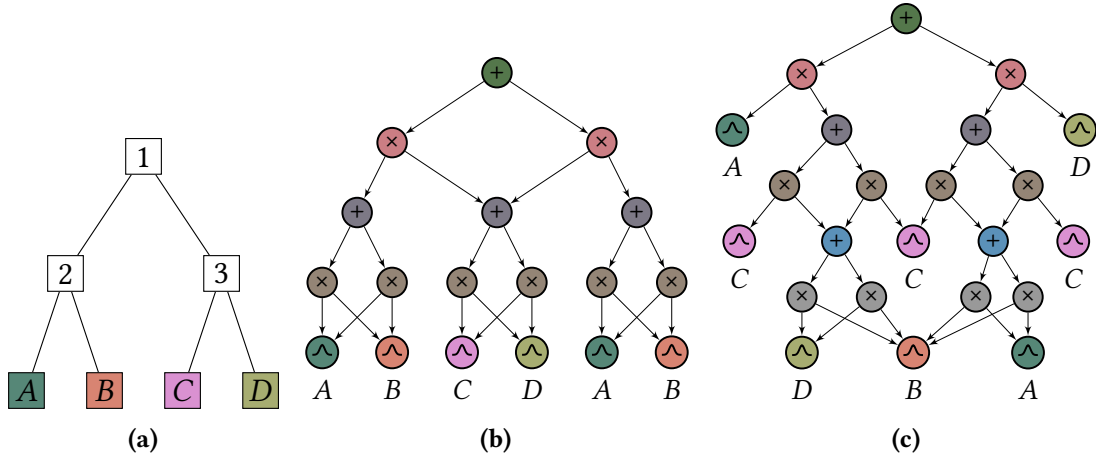 1
2 3
A B C D
(a)
+
× ×
+ + +
× × × × × ×
A B C D A B
(b)
+
× ×
+ +
A D
× × × ×
+ +
C C C
× × × ×
D B A
(c)